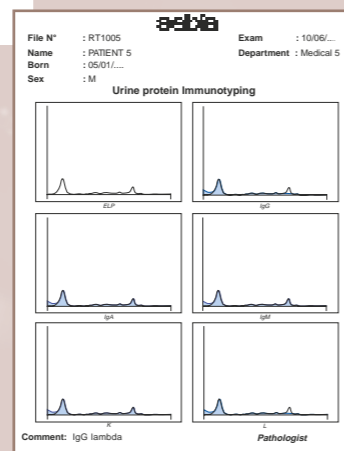 sebia
File N° : RT1005 Exam : 10/06/....
Name : PATIENT 5 Department : Medical 5
Born : 05/01/....
Sex : M
Urine protein Immunotyping
ELP IgG
IgA IgM
K L
Comment: IgG lambda Pathologist